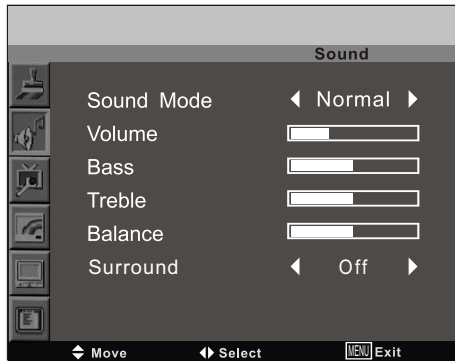 Sound
Sound Mode Normal
Volume
Bass
Treble
Balance
Surround Off
Move Select MENU Exit